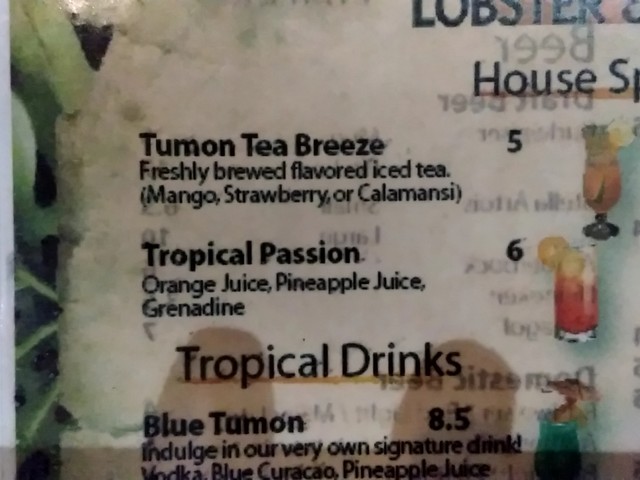 LOBSTER &
House Sp
Tumon Tea Breeze 5
Freshly brewed flavored iced tea.
(Mango, Strawberry, or Calamansi)
Tropical Passion 6
Orange Juice, Pineapple Juice,
Grenadine
Tropical Drinks
Blue Tumon 8.5
Indulge in our very own signature drink!
Vodka, Blue Curacao, Pineapple Juice